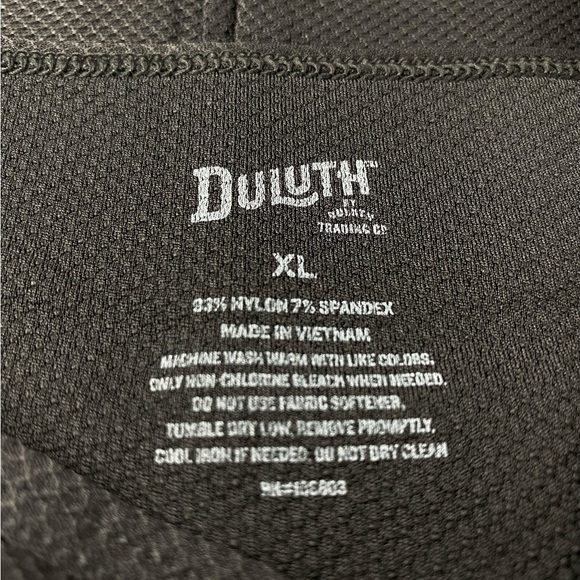 DULUTH™
BY
DULUTH
TRADING CO
XL
93% NYLON 7% SPANDEX
MADE IN VIETNAM
MACHINE WASH WARM WITH LIKE COLORS.
ONLY NON-CHLORINE BLEACH WHEN NEEDED.
DO NOT USE FABRIC SOFTENER.
TUMBLE DRY LOW. REMOVE PROMPTLY.
COOL IRON IF NEEDED. DO NOT DRY CLEAN